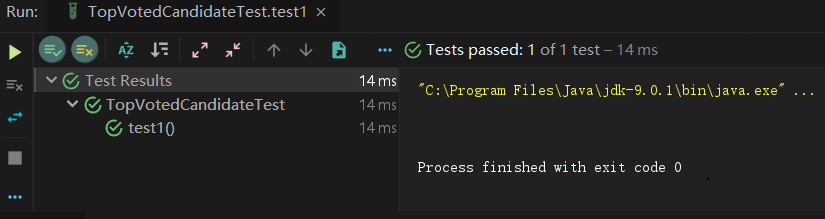 Run: TopVotedCandidateTest.test1 ×
Tests passed: 1 of 1 test – 14 ms
Test Results 14 ms
TopVotedCandidateTest 14 ms
test1() 14 ms
"C:\Program Files\Java\jdk-9.0.1\bin\java.exe" ...
Process finished with exit code 0